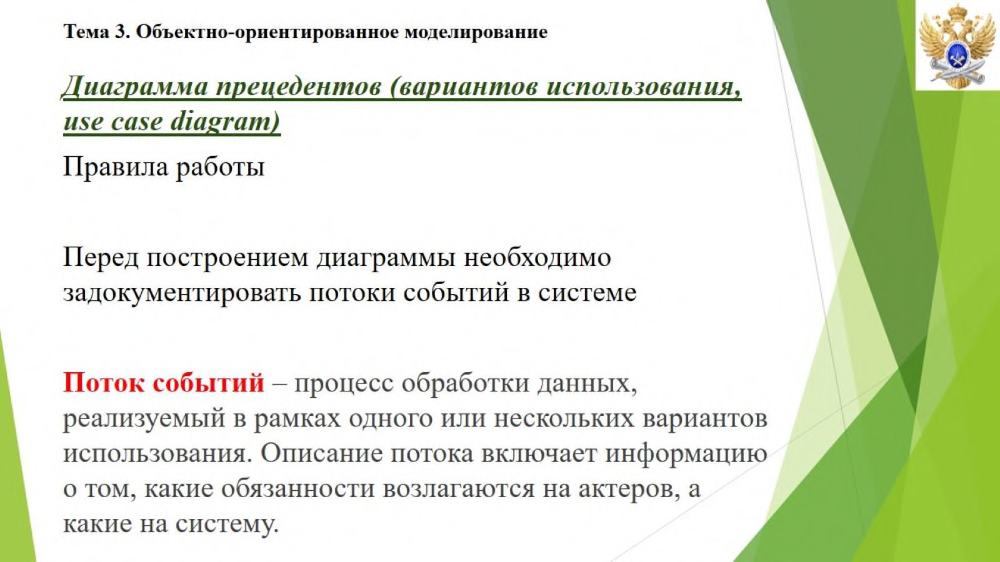 Тема 3. Объектно-ориентированное моделирование
Диаграмма прецедентов (вариантов использования,
use case diagram)
Правила работы
Перед построением диаграммы необходимо
задокументировать потоки событий в системе
Поток событий – процесс обработки данных,
реализуемый в рамках одного или нескольких вариантов
использования. Описание потока включает информацию
о том, какие обязанности возлагаются на актеров, а
какие на систему.